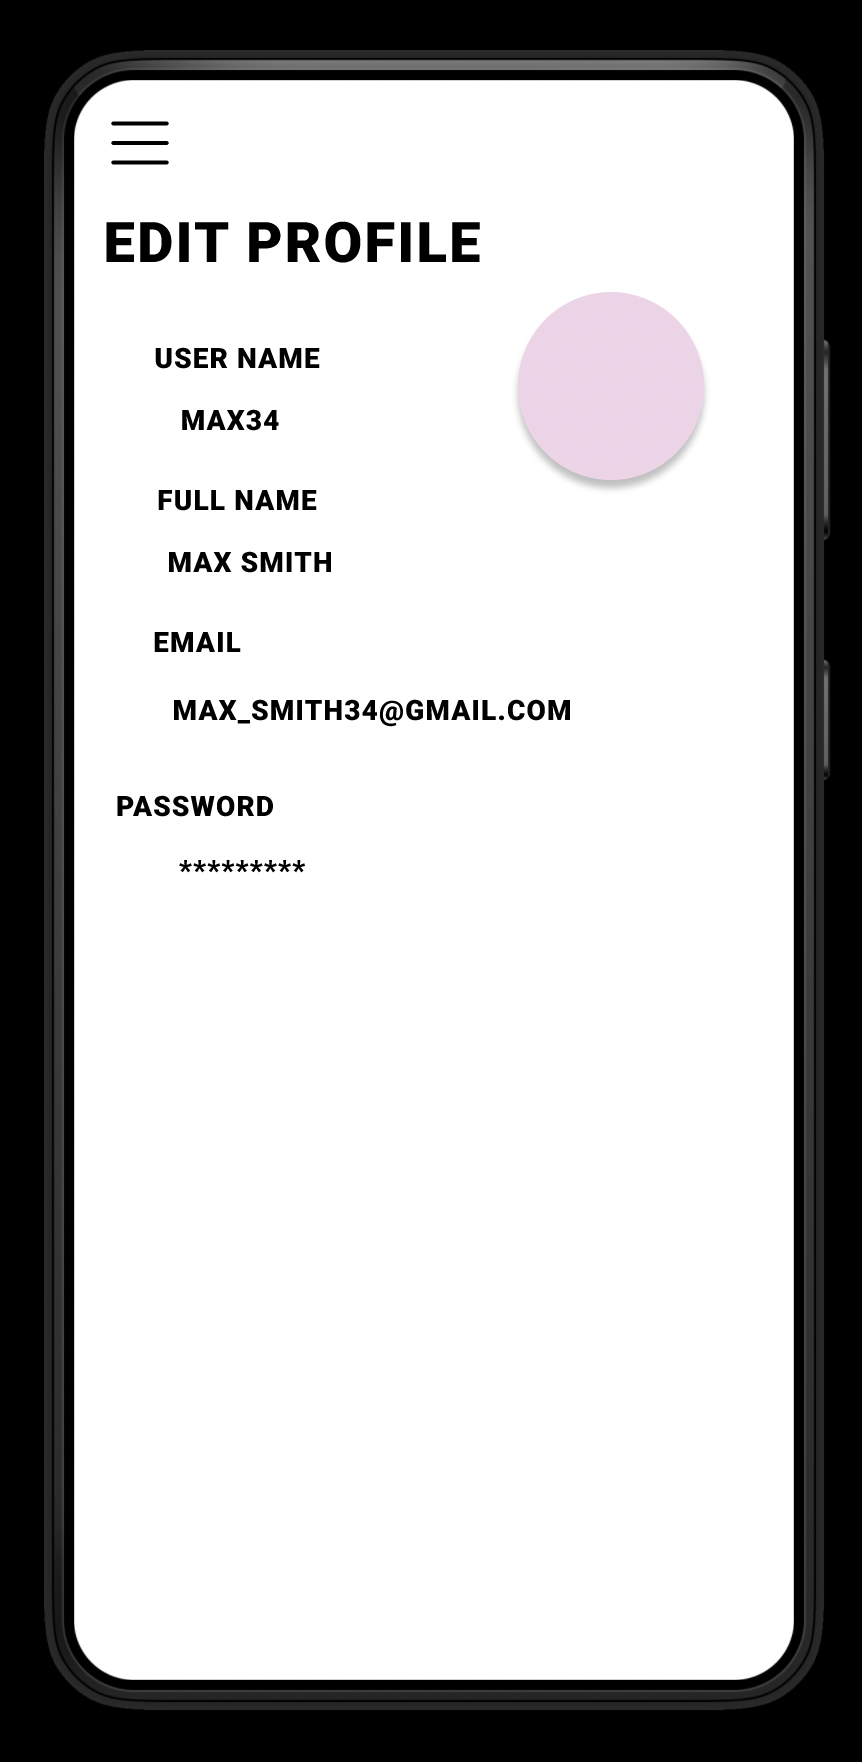 EDIT PROFILE
USER NAME
MAX34
FULL NAME
MAX SMITH
EMAIL
MAX_SMITH34@GMAIL.COM
PASSWORD
*********